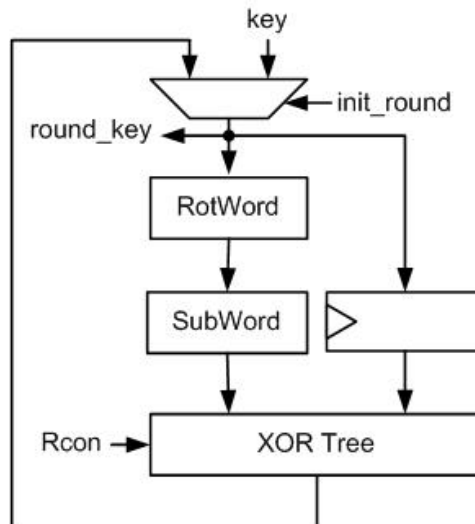 key
init_round
round_key
RotWord
SubWord
Rcon
XOR Tree